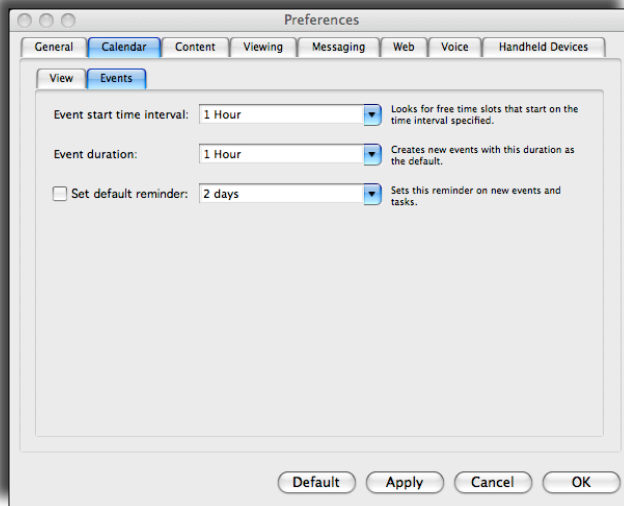 Preferences
General Calendar Content Viewing Messaging Web Voice Handheld Devices
View Events
Event start time interval: 1 Hour Looks for free time slots that start on the
time interval specified.
Event duration: 1 Hour Creates new events with this duration as
the default.
Set default reminder: 2 days Sets this reminder on new events and
tasks.
Default Apply Cancel OK